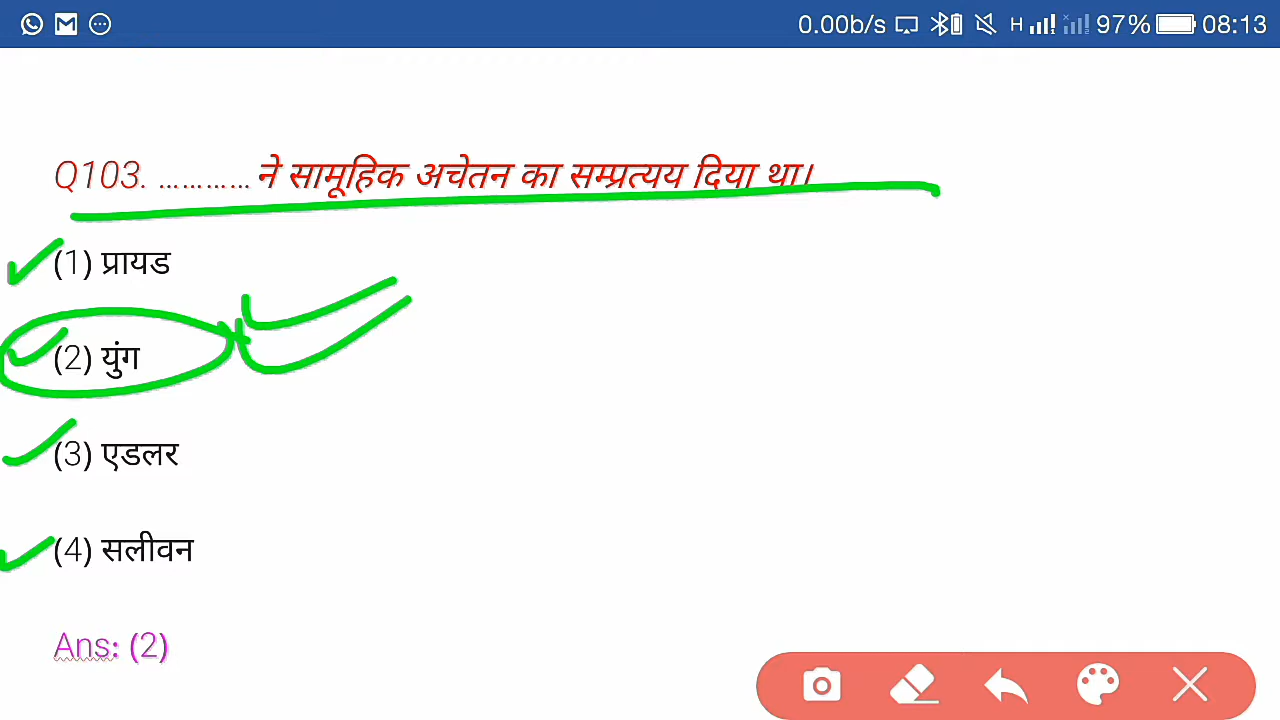 0.00b/s H 97% 08:13
Q103. ………… ने सामूहिक अचेतन का सम्प्रत्यय दिया था।
(1) प्रायड
(2) युंग
(3) एडलर
(4) सलीवन
Ans: (2)